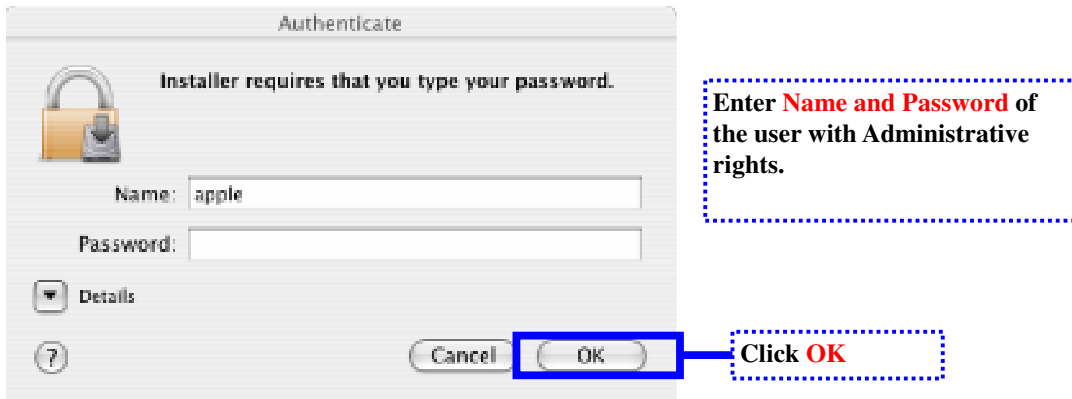 Authenticate
Installer requires that you type your password.
Name: apple
Password:
Details
?
Cancel
OK
Enter Name and Password of
the user with Administrative
rights.
Click OK